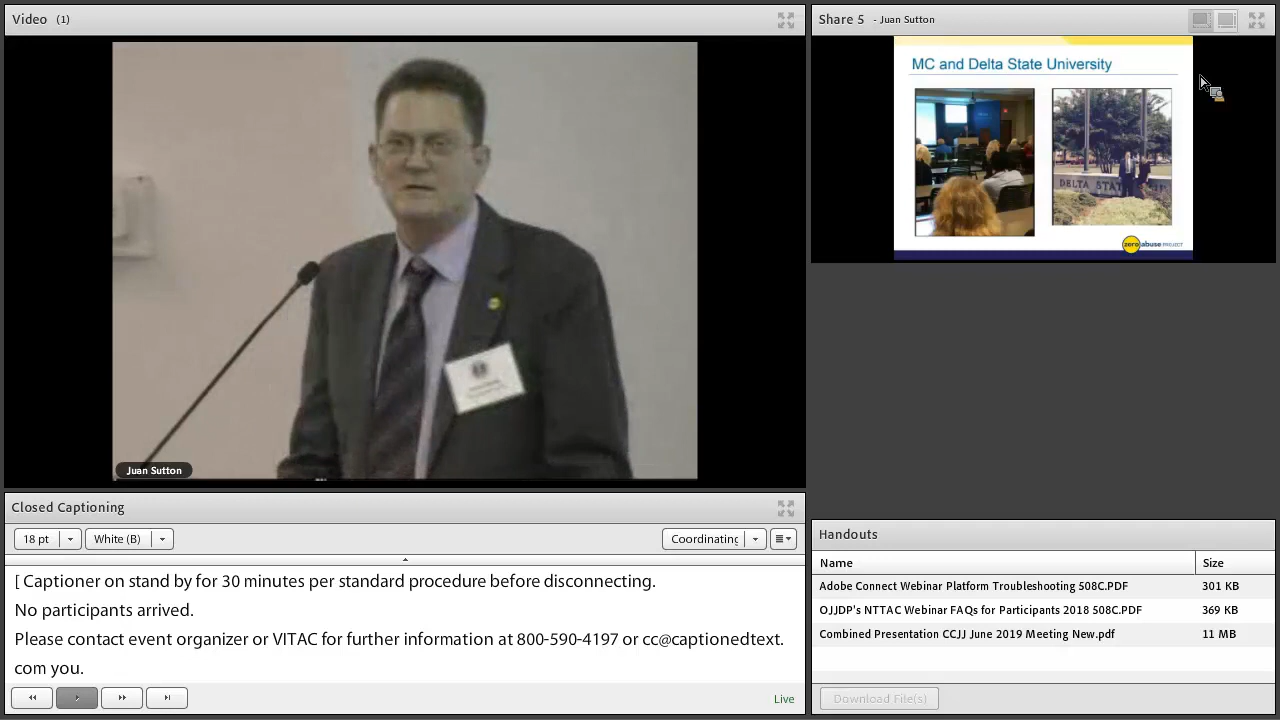 Video (1)
Juan Sutton
Share 5 - Juan Sutton
MC and Delta State University
DELTA STAT
zero abuse PROJECT
Closed Captioning
18 pt
White (B)
Coordinating
[ Captioner on stand by for 30 minutes per standard procedure before disconnecting.
No participants arrived.
Please contact event organizer or VITAC for further information at 800-590-4197 or cc@captionedtext.
com you.
Live
Handouts
Name Size
Adobe Connect Webinar Platform Troubleshooting 508C.PDF 301 KB
OJJDP's NTTAC Webinar FAQs for Participants 2018 508C.PDF 369 KB
Combined Presentation CCJJ June 2019 Meeting New.pdf 11 MB
Download File(s)